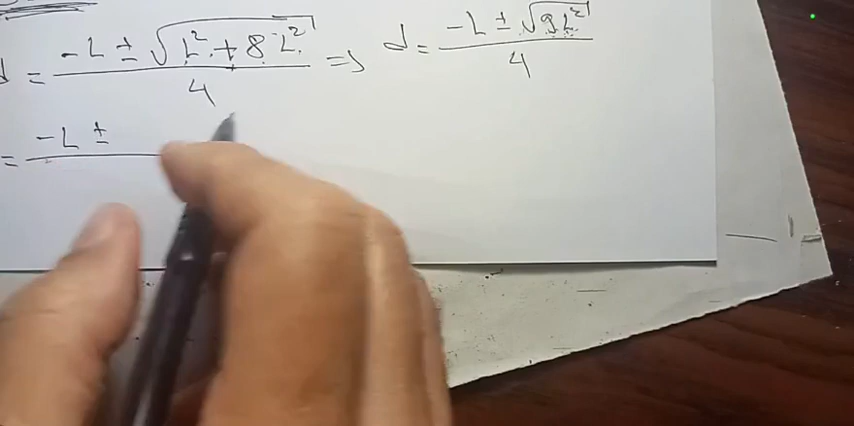 d = (-L ± √(L² + 8L²)) / 4 => d = (-L ± √(9L²)) / 4
= -L ±